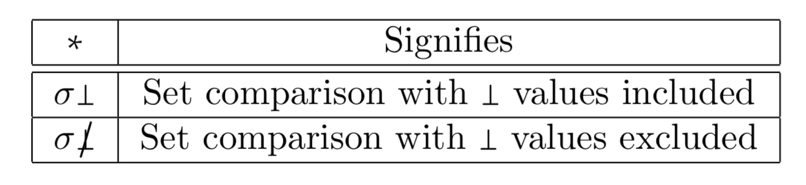 * Signifies
σ⊥ Set comparison with ⊥ values included
σ⊥̸ Set comparison with ⊥ values excluded